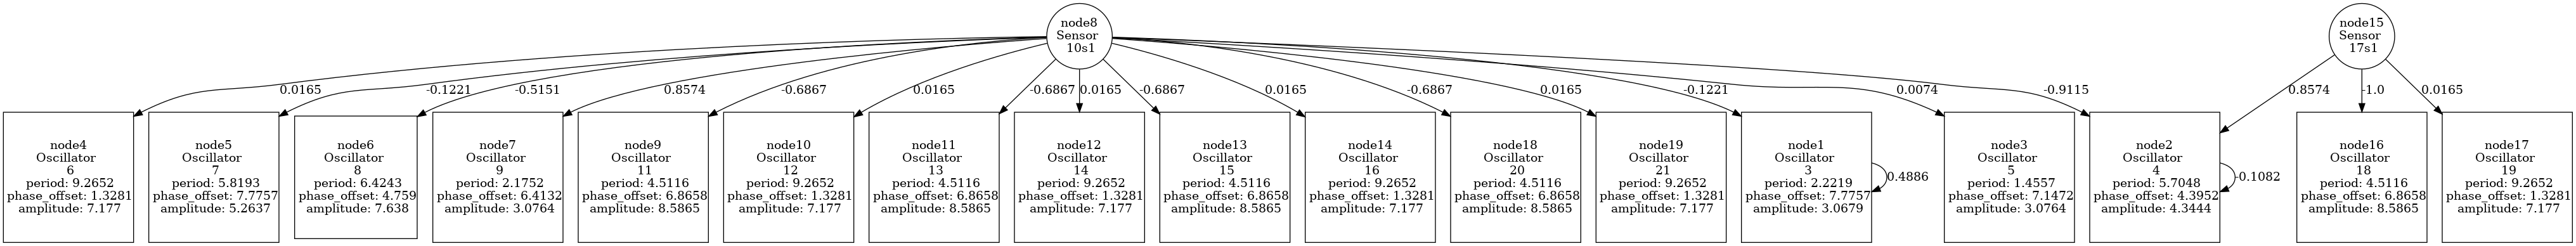 node8
Sensor
10s1
node15
Sensor
17s1
0.0165
-0.1221
-0.5151
0.8574
-0.6867
0.0165
-0.6867
0.0165
-0.6867
0.0165
-0.6867
0.0165
-0.1221
0.0074
-0.9115
0.8574
-1.0
0.0165
node4
Oscillator
6
period: 9.2652
phase_offset: 1.3281
amplitude: 7.177
node5
Oscillator
7
period: 5.8193
phase_offset: 7.7757
amplitude: 5.2637
node6
Oscillator
8
period: 6.4243
phase_offset: 4.759
amplitude: 7.638
node7
Oscillator
9
period: 2.1752
phase_offset: 6.4132
amplitude: 3.0764
node9
Oscillator
11
period: 4.5116
phase_offset: 6.8658
amplitude: 8.5865
node10
Oscillator
12
period: 9.2652
phase_offset: 1.3281
amplitude: 7.177
node11
Oscillator
13
period: 4.5116
phase_offset: 6.8658
amplitude: 8.5865
node12
Oscillator
14
period: 9.2652
phase_offset: 1.3281
amplitude: 7.177
node13
Oscillator
15
period: 4.5116
phase_offset: 6.8658
amplitude: 8.5865
node14
Oscillator
16
period: 9.2652
phase_offset: 1.3281
amplitude: 7.177
node18
Oscillator
20
period: 4.5116
phase_offset: 6.8658
amplitude: 8.5865
node19
Oscillator
21
period: 9.2652
phase_offset: 1.3281
amplitude: 7.177
node1
Oscillator
3
period: 2.2219
phase_offset: 7.7757
amplitude: 3.0679
0.4886
node3
Oscillator
5
period: 1.4557
phase_offset: 7.1472
amplitude: 3.0764
node2
Oscillator
4
period: 5.7048
phase_offset: 4.3952
amplitude: 4.3444
-0.1082
node16
Oscillator
18
period: 4.5116
phase_offset: 6.8658
amplitude: 8.5865
node17
Oscillator
19
period: 9.2652
phase_offset: 1.3281
amplitude: 7.177